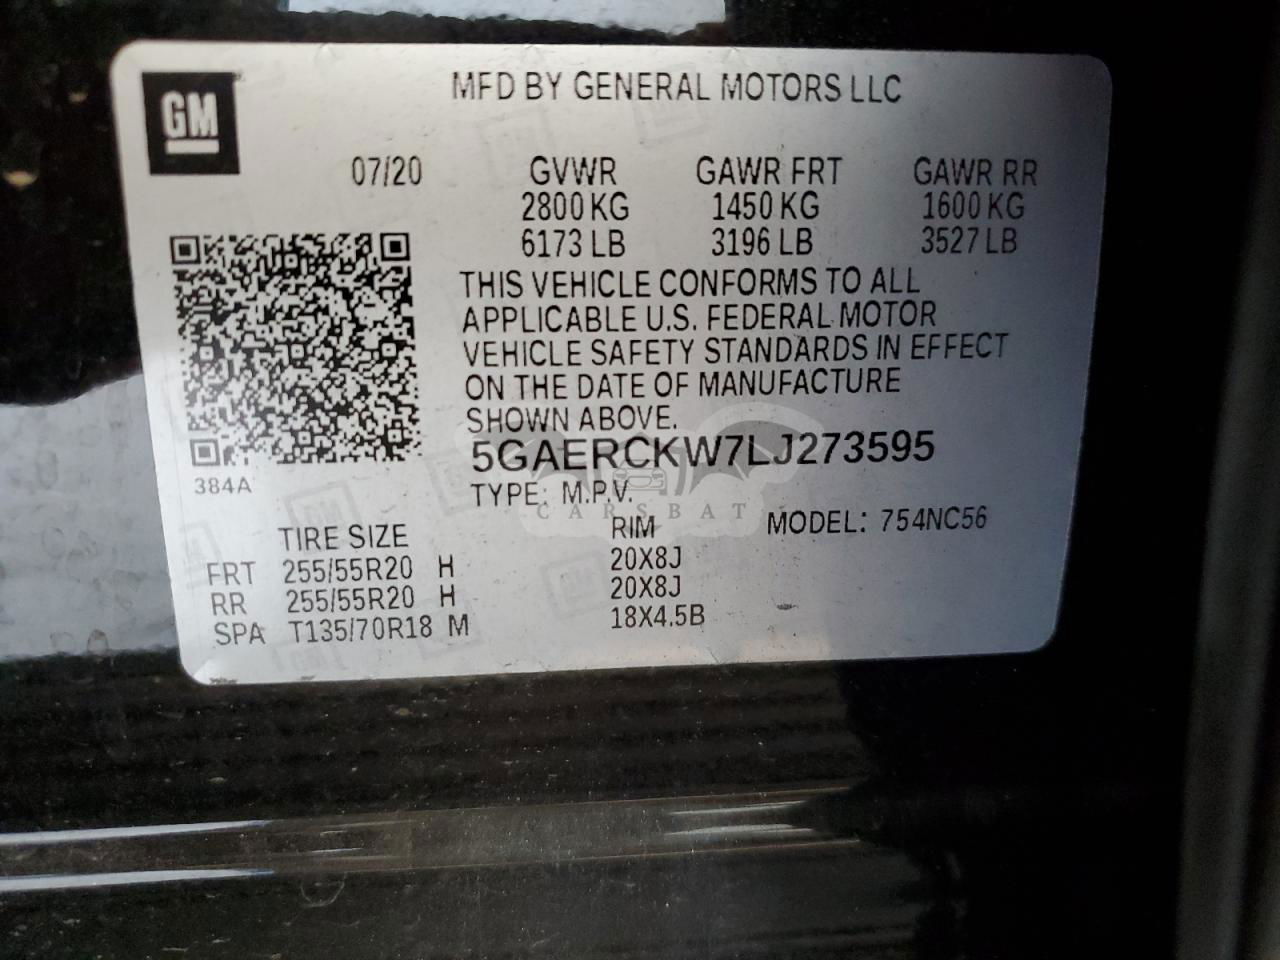 GM
MFD BY GENERAL MOTORS LLC
07/20 GVWR GAWR FRT GAWR RR
2800 KG 1450 KG 1600 KG
6173 LB 3196 LB 3527 LB
THIS VEHICLE CONFORMS TO ALL
APPLICABLE U.S. FEDERAL MOTOR
VEHICLE SAFETY STANDARDS IN EFFECT
ON THE DATE OF MANUFACTURE
SHOWN ABOVE.
5GAERCKW7LJ273595
384A
TYPE: M.P.V.
CARSBAT
TIRE SIZE RIM MODEL: 754NC56
FRT 255/55R20 H 20X8J
RR 255/55R20 H 20X8J
SPA T135/70R18 M 18X4.5B